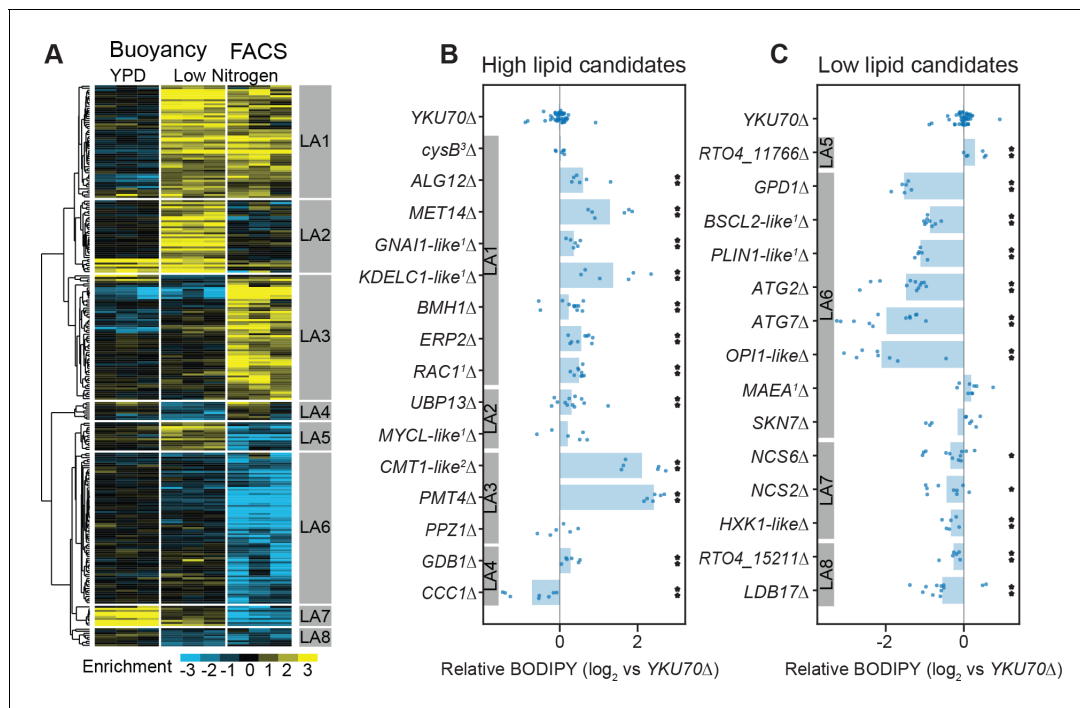 A
Buoyancy FACS
YPD Low Nitrogen
LA1
LA2
LA3
LA4
LA5
LA6
LA7
LA8
Enrichment
-3 -2 -1 0 1 2 3
B
High lipid candidates
YKU70Δ
cysB³Δ
ALG12Δ
MET14Δ
GNAI1-like¹Δ
KDELC1-like¹Δ
BMH1Δ
ERP2Δ
RAC1¹Δ
UBP13Δ
MYCL-like¹Δ
CMT1-like²Δ
PMT4Δ
PPZ1Δ
GDB1Δ
CCC1Δ
LA1
LA2
LA3
LA4
** 
**
**
**
**
**
**
**
**
**
**
0 2
Relative BODIPY (log₂ vs YKU70Δ)
C
Low lipid candidates
YKU70Δ
RTO4_11766Δ
GPD1Δ
BSCL2-like¹Δ
PLIN1-like¹Δ
ATG2Δ
ATG7Δ
OPI1-likeΔ
MAEA¹Δ
SKN7Δ
NCS6Δ
NCS2Δ
HXK1-likeΔ
RTO4_15211Δ
LDB17Δ
LA5
LA6
LA7
LA8
**
**
**
**
**
**
**
*
*
**
**
**
-2 0
Relative BODIPY (log₂ vs YKU70Δ)